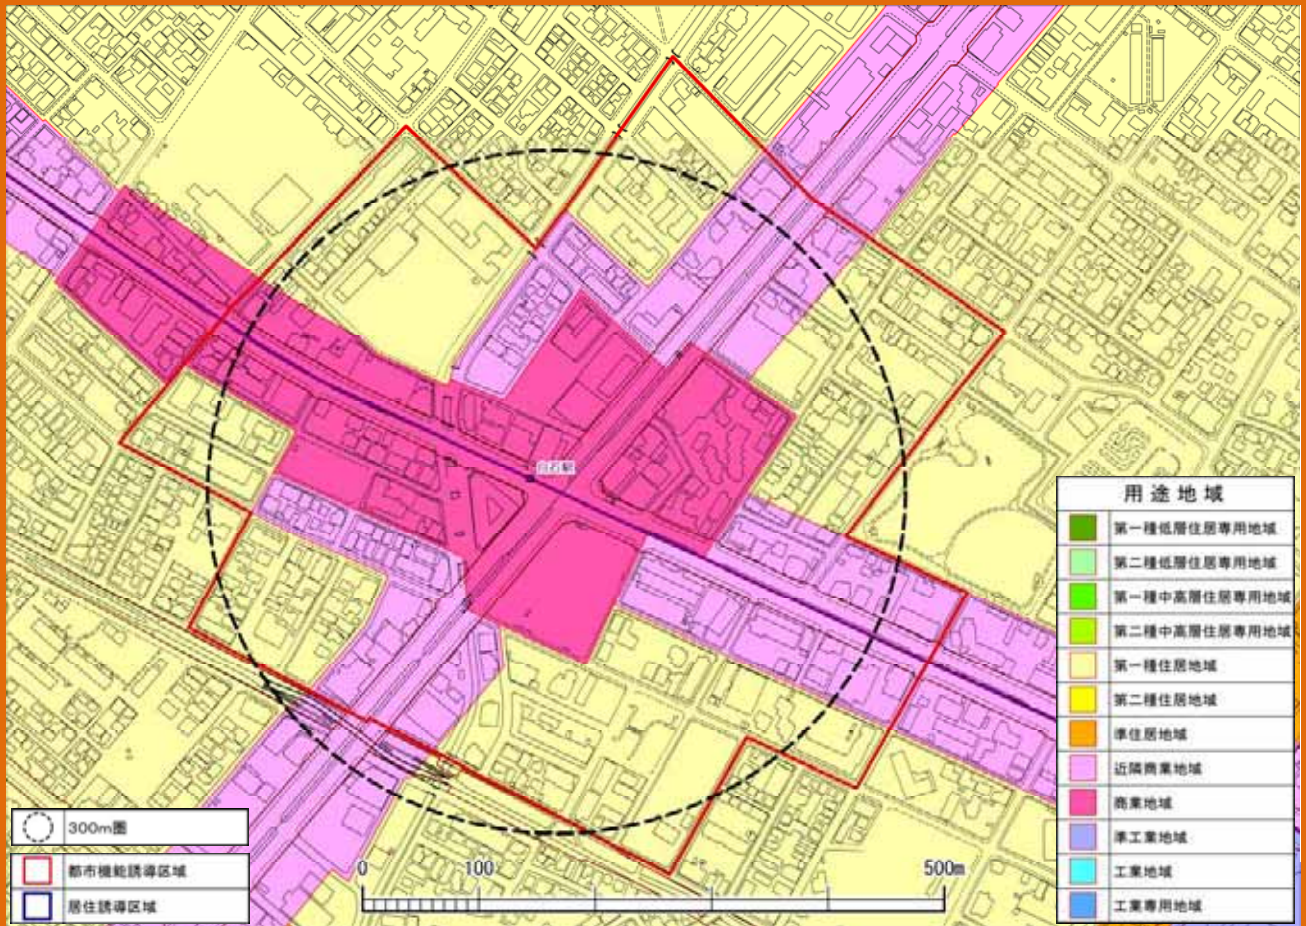 白石駅
用途地域
第一種低層住居専用地域
第二種低層住居専用地域
第一種中高層住居専用地域
第二種中高層住居専用地域
第一種住居地域
第二種住居地域
準住居地域
近隣商業地域
商業地域
準工業地域
工業地域
工業専用地域
300m圏
都市機能誘導区域
居住誘導区域
0 100 500m